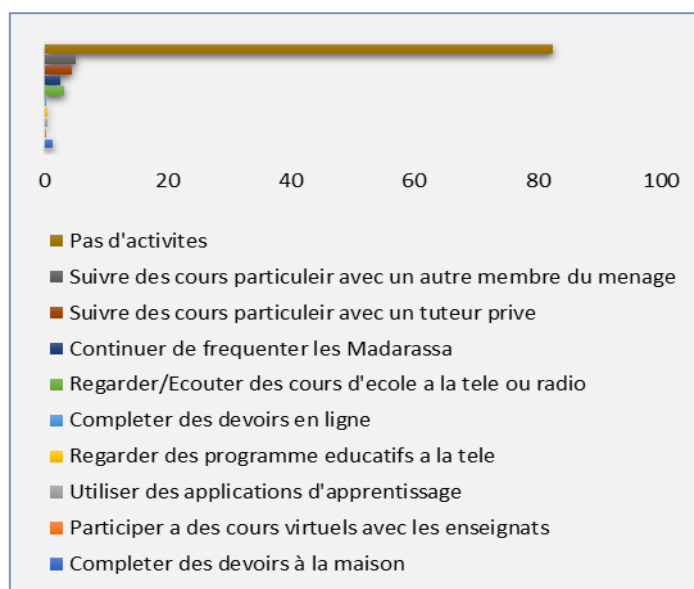 0 20 40 60 80 100
Pas d'activites
Suivre des cours particuleir avec un autre membre du menage
Suivre des cours particuleir avec un tuteur prive
Continuer de frequenter les Madarassa
Regarder/Ecouter des cours d'ecole a la tele ou radio
Completer des devoirs en ligne
Regarder des programme educatifs a la tele
Utiliser des applications d'apprentissage
Participer a des cours virtuels avec les enseignats
Completer des devoirs à la maison